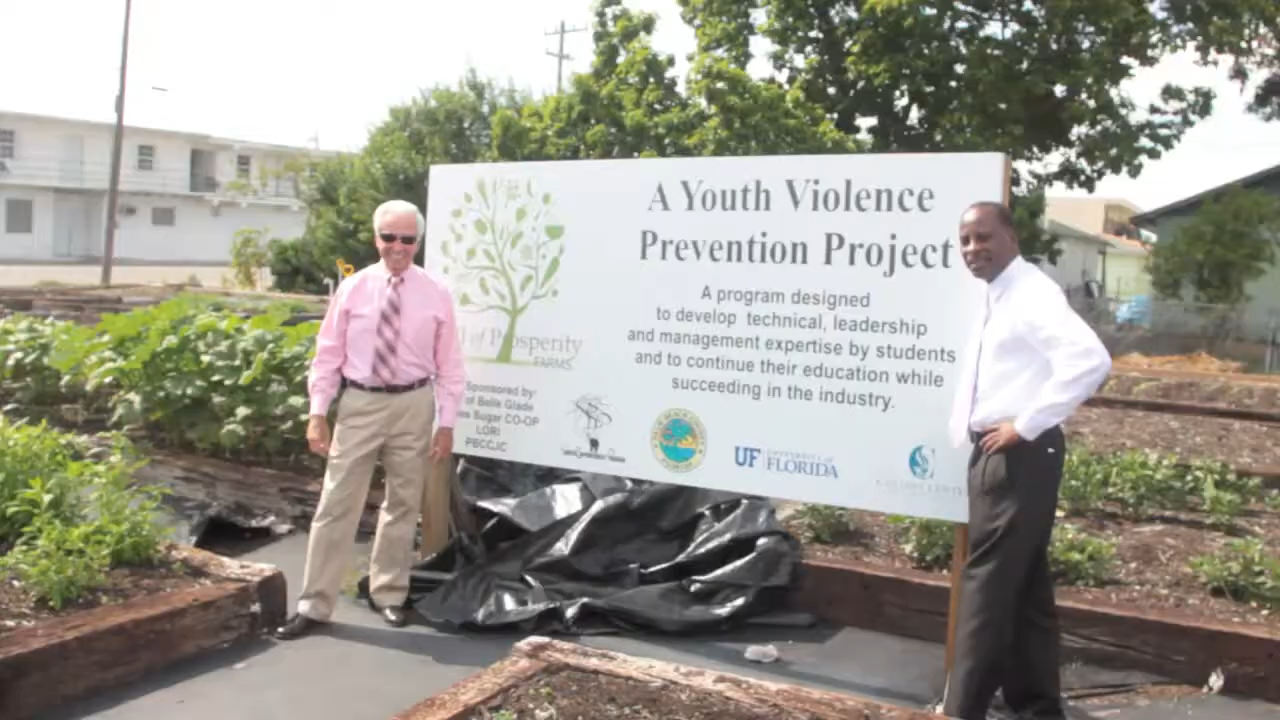 A Youth Violence
Prevention Project
A program designed
to develop technical, leadership
and management expertise by students
and to continue their education while
succeeding in the industry.
of Prosperity
FARMS
Sponsored by:
of Belle Glade
Sugar CO-OP
LORI
PBCCJC
UF UNIVERSITY of
FLORIDA